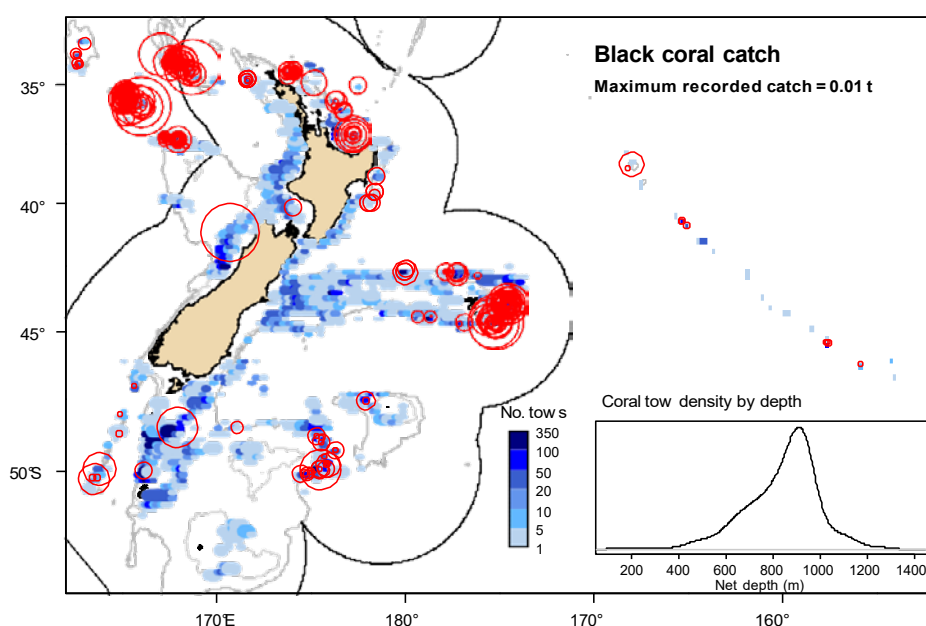 Black coral catch
Maximum recorded catch = 0.01 t
35°
40°
45°
50°S
No. tows
350
100
50
20
10
5
1
Coral tow density by depth
200 400 600 800 1000 1200 1400
Net depth (m)
170°E 180° 170° 160°